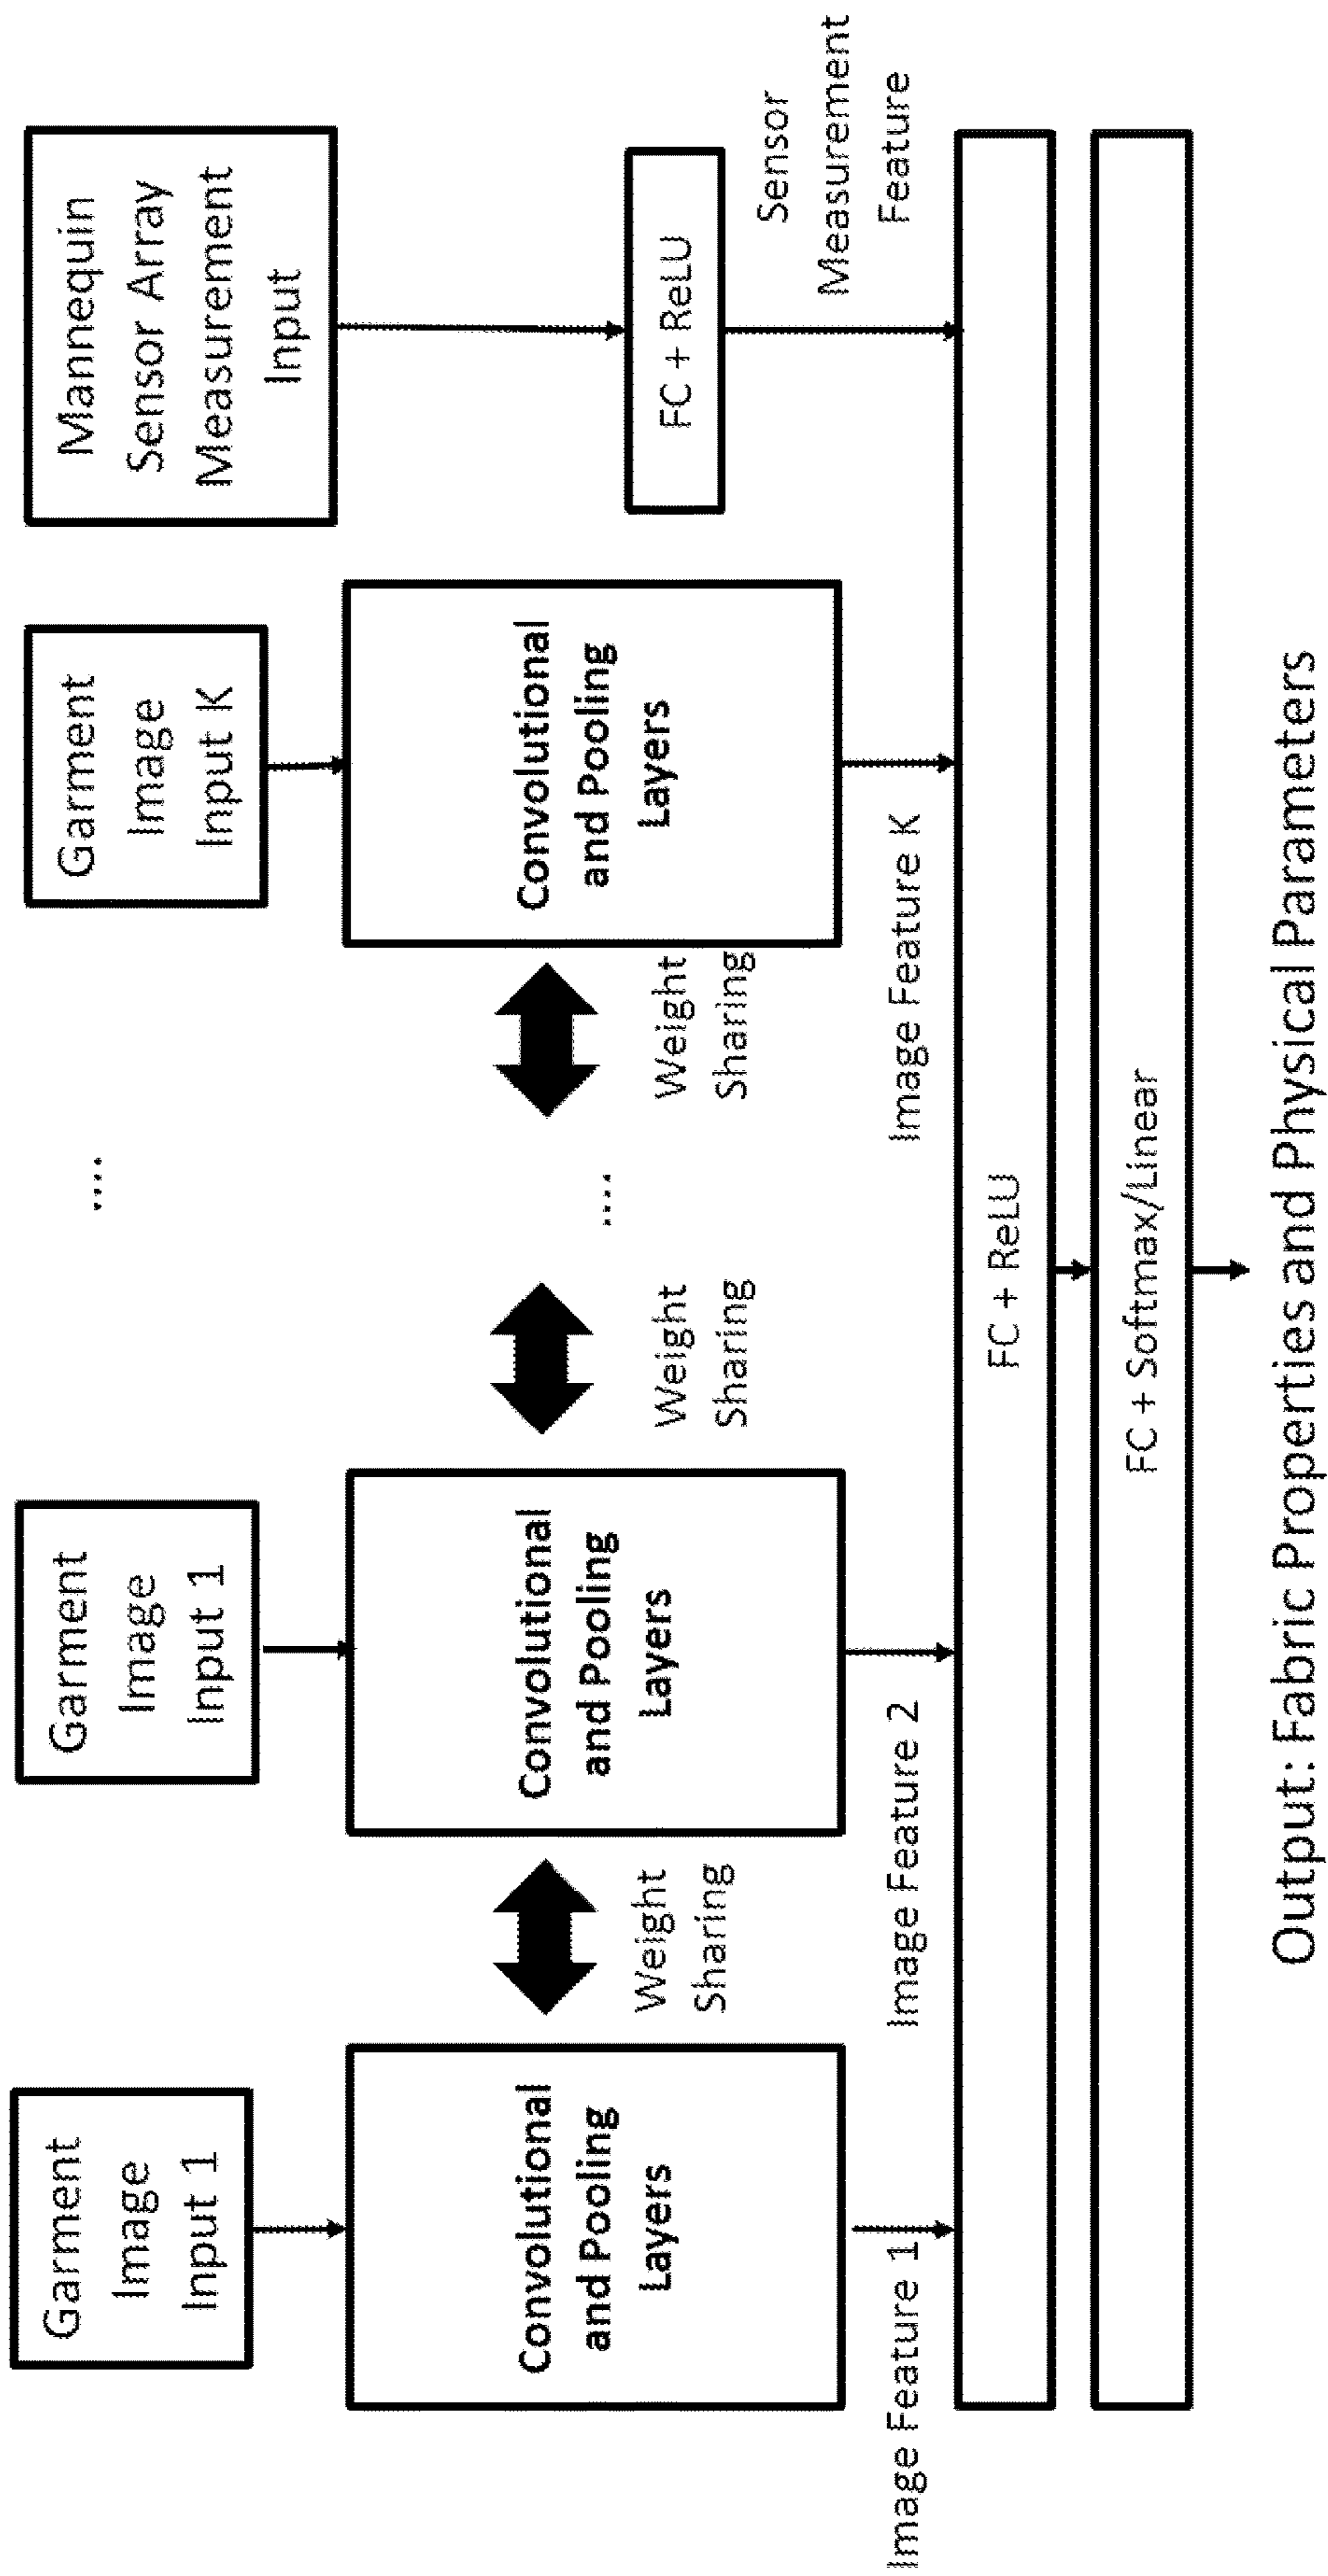 Garment
Image
Input 1
Garment
Image
Input 1
....
Garment
Image
Input K
Mannequin
Sensor Array
Measurement
Input
Convolutional
and Pooling
Layers
Weight
Sharing
Convolutional
and Pooling
Layers
Weight
Sharing
....
Weight
Sharing
Convolutional
and Pooling
Layers
FC + ReLU
Image Feature 1
Image Feature 2
Image Feature K
Sensor
Measurement
Feature
FC + ReLU
FC + Softmax/Linear
Output: Fabric Properties and Physical Parameters